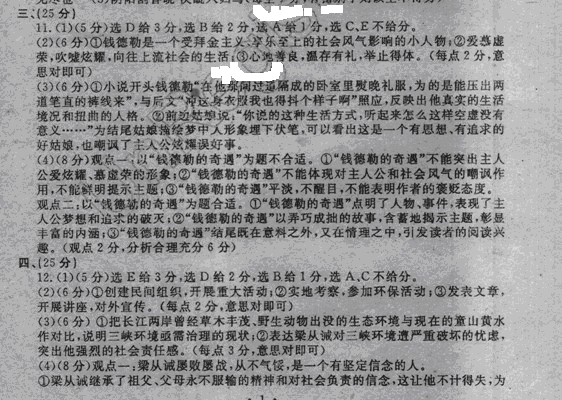 三、(25分)
11.(1)(5分)选D给3分,选B给2分,选A给1分,选C、E不给分。
(2)(6分)①钱德勒是一个受拜金主义、享乐至上的社会风气影响的小人物;②爱慕虚
荣,吹嘘炫耀,向往上流社会的生活;③心地善良,温存有礼,举止得体。(每点2分,意
思对即可)
(3)(6分)①小说开头钱德勒"在他那间过道隔成的卧室里熨晚礼服,为的是能压出两
道笔直的裤线来",与后文"冲这身衣服我也得抖个样子啊"照应,反映出他真实的生活
境况和扭曲的人格。②前边姑娘说:"你说的这种生活方式,听起来怎么这样空虚没有
意义……"为结尾姑娘描绘梦中人形象埋下伏笔,可以看出这是一个有思想、有追求的
好姑娘,也嘲讽了主人公炫耀误好事。
(4)(8分)观点一:以"钱德勒的奇遇"为题不合适。①"钱德勒的奇遇"不能突出主人
公爱炫耀、慕虚荣的形象;②"钱德勒的奇遇"不能体现对主人公和社会风气的嘲讽作
用,不能鲜明提示主题;③"钱德勒的奇遇"平淡,不醒目,不能表明作者的褒贬态度。
观点二:以"钱德勒的奇遇"为题合适。①"钱德勒的奇遇"点明了人物、事件,表现了主
人公梦想和追求的破灭;②"钱德勒的奇遇"以弄巧成拙的故事,含蓄地揭示主题,彰显
丰富的内涵;③"钱德勒的奇遇"结尾既在意料之外,又在情理之中,引发读者的阅读兴
趣。(观点2分,分析合理充分6分)
四、(25分)
12.(1)(5分)选E给3分,选D给2分,选B给1分,选A、C不给分。
(2)(6分)①创建民间组织,开展重大活动;②实地考察,参加环保活动;③发表文章,
开展讲座,对外宣传。(每点2分,意思对即可)
(3)(6分)①把长江两岸曾经草木丰茂、野生动物出没的生态环境与现在的童山黄水
作对比,说明三峡环境亟需治理的现状;②表达梁从诫对三峡环境遭严重破坏的忧虑,
突出他强烈的社会责任感。(每点3分,意思对即可)
(4)(8分)观点一:梁从诫屡败屡战,从不气馁,是一个有坚定信念的人。
①梁从诫继承了祖父、父母永不服输的精神和对社会负责的信念,这让他不计得失,为